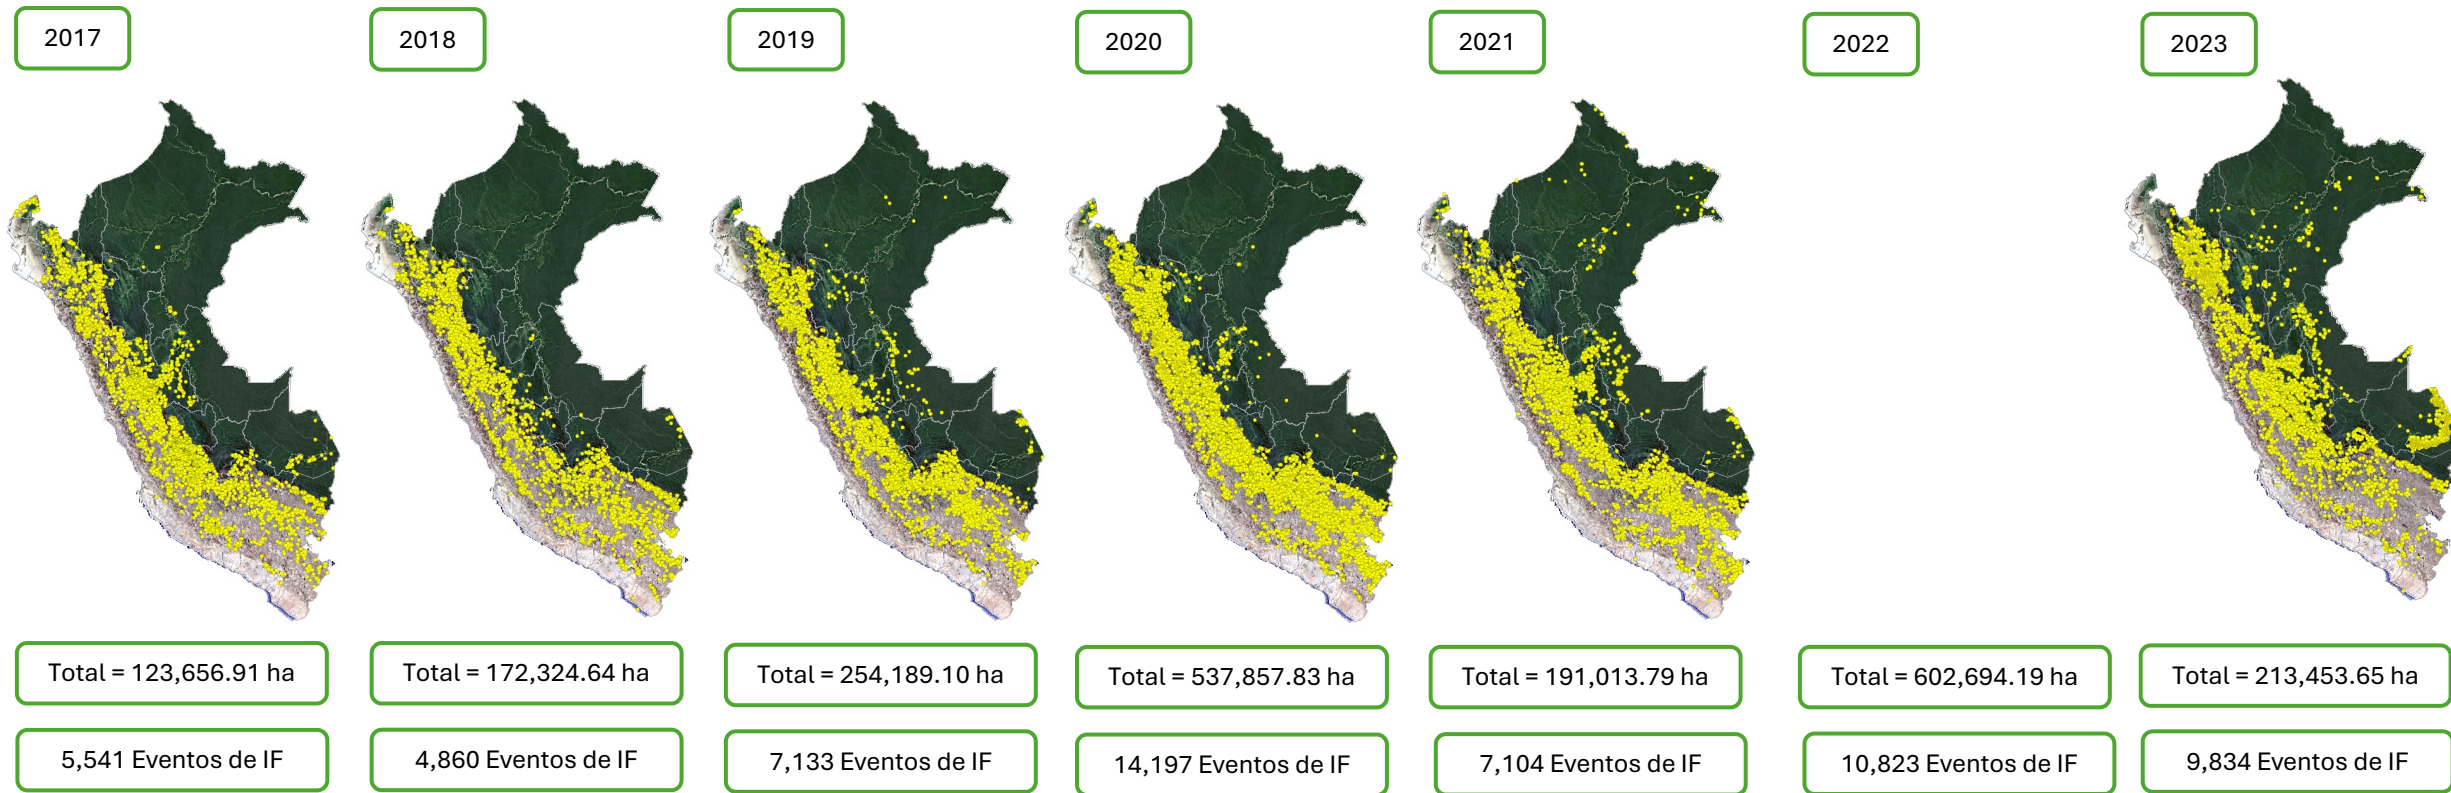 2017
2018
2019
2020
2021
2022
2023
Total = 123,656.91 ha
Total = 172,324.64 ha
Total = 254,189.10 ha
Total = 537,857.83 ha
Total = 191,013.79 ha
Total = 602,694.19 ha
Total = 213,453.65 ha
5,541 Eventos de IF
4,860 Eventos de IF
7,133 Eventos de IF
14,197 Eventos de IF
7,104 Eventos de IF
10,823 Eventos de IF
9,834 Eventos de IF